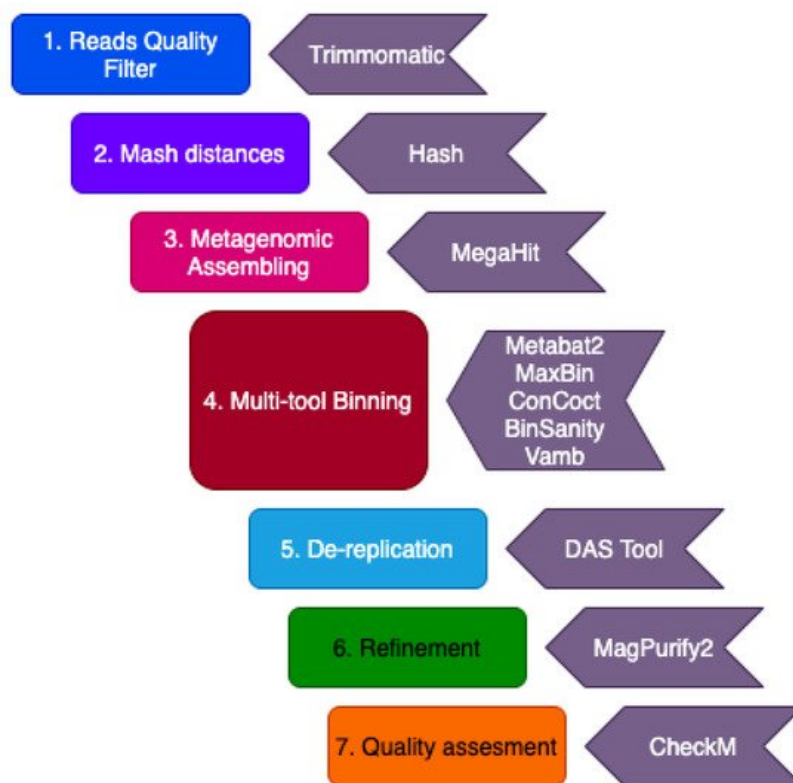 1. Reads Quality
Filter
Trimmomatic
2. Mash distances
Hash
3. Metagenomic
Assembling
MegaHit
4. Multi-tool Binning
Metabat2
MaxBin
ConCoct
BinSanity
Vamb
5. De-replication
DAS Tool
6. Refinement
MagPurify2
7. Quality assesment
CheckM